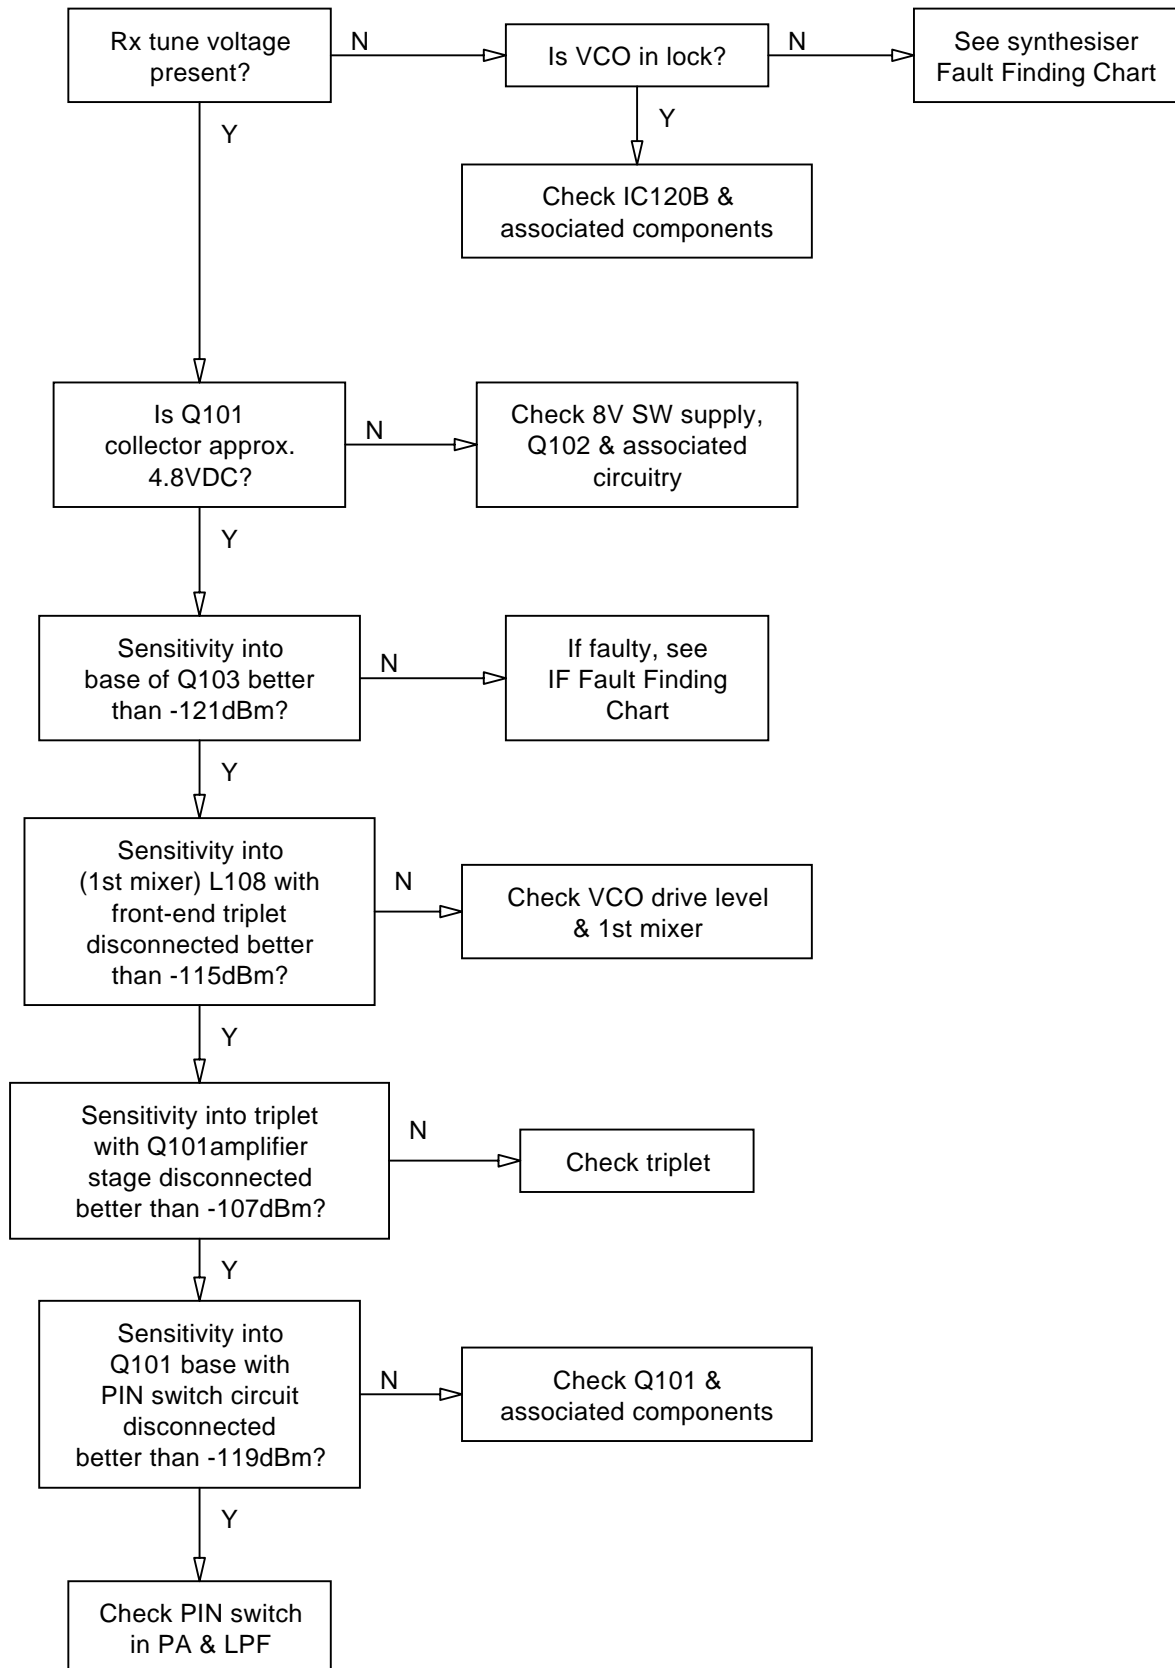 Rx tune voltage
present?
N
Is VCO in lock?
N
See synthesiser
Fault Finding Chart
Y
Y
Check IC120B &
associated components
Is Q101
collector approx.
4.8VDC?
N
Check 8V SW supply,
Q102 & associated
circuitry
Y
Sensitivity into
base of Q103 better
than -121dBm?
N
If faulty, see
IF Fault Finding
Chart
Y
Sensitivity into
(1st mixer) L108 with
front-end triplet
disconnected better
than -115dBm?
N
Check VCO drive level
& 1st mixer
Y
Sensitivity into triplet
with Q101amplifier
stage disconnected
better than -107dBm?
N
Check triplet
Y
Sensitivity into
Q101 base with
PIN switch circuit
disconnected
better than -119dBm?
N
Check Q101 &
associated components
Y
Check PIN switch
in PA & LPF